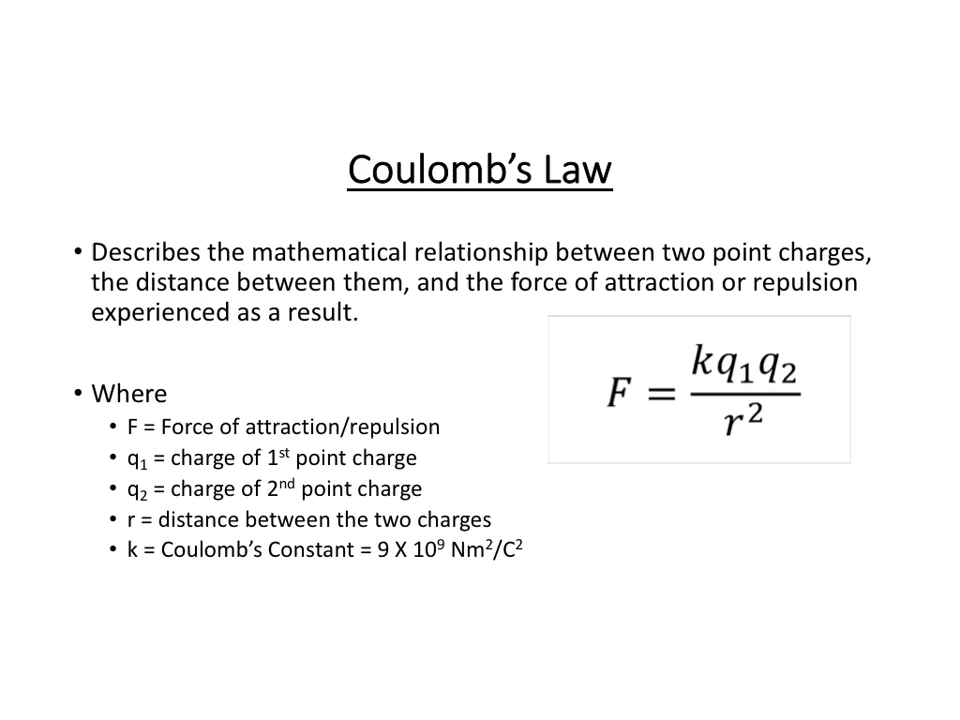 Coulomb’s Law
• Describes the mathematical relationship between two point charges,
the distance between them, and the force of attraction or repulsion
experienced as a result.
F = kq₁q₂ / r²
• Where
• F = Force of attraction/repulsion
• q₁ = charge of 1ˢᵗ point charge
• q₂ = charge of 2ⁿᵈ point charge
• r = distance between the two charges
• k = Coulomb’s Constant = 9 X 10⁹ Nm²/C²